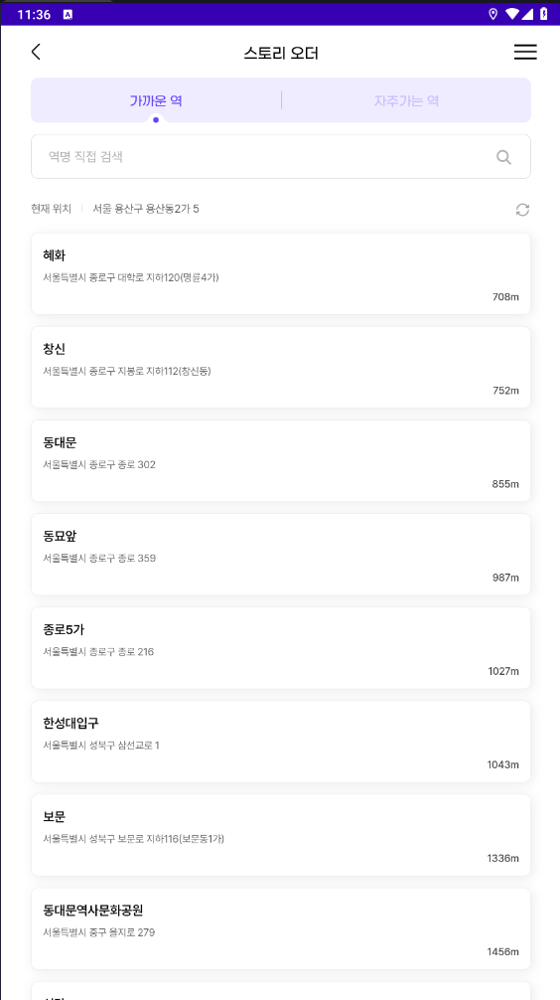 11:36
스토리 오더
가까운 역
자주가는 역
역명 직접 검색
현재 위치
서울 용산구 용산동2가 5
혜화
서울특별시 종로구 대학로 지하120(명륜4가)
708m
창신
서울특별시 종로구 지봉로 지하112(창신동)
752m
동대문
서울특별시 종로구 종로 302
855m
동묘앞
서울특별시 종로구 종로 359
987m
종로5가
서울특별시 종로구 종로 216
1027m
한성대입구
서울특별시 성북구 삼선교로 1
1043m
보문
서울특별시 성북구 보문로 지하116(보문동1가)
1336m
동대문역사문화공원
서울특별시 중구 을지로 279
1456m